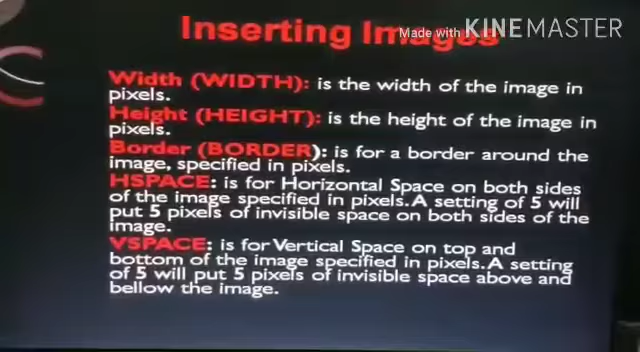 Inserting Images
Made with KINEMASTER
Width (WIDTH): is the width of the image in
pixels.
Height (HEIGHT): is the height of the image in
pixels.
Border (BORDER): is for a border around the
image, specified in pixels.
HSPACE: is for Horizontal Space on both sides
of the image specified in pixels. A setting of 5 will
put 5 pixels of invisible space on both sides of the
image.
VSPACE: is for Vertical Space on top and
bottom of the image specified in pixels. A setting
of 5 will put 5 pixels of invisible space above and
bellow the image.